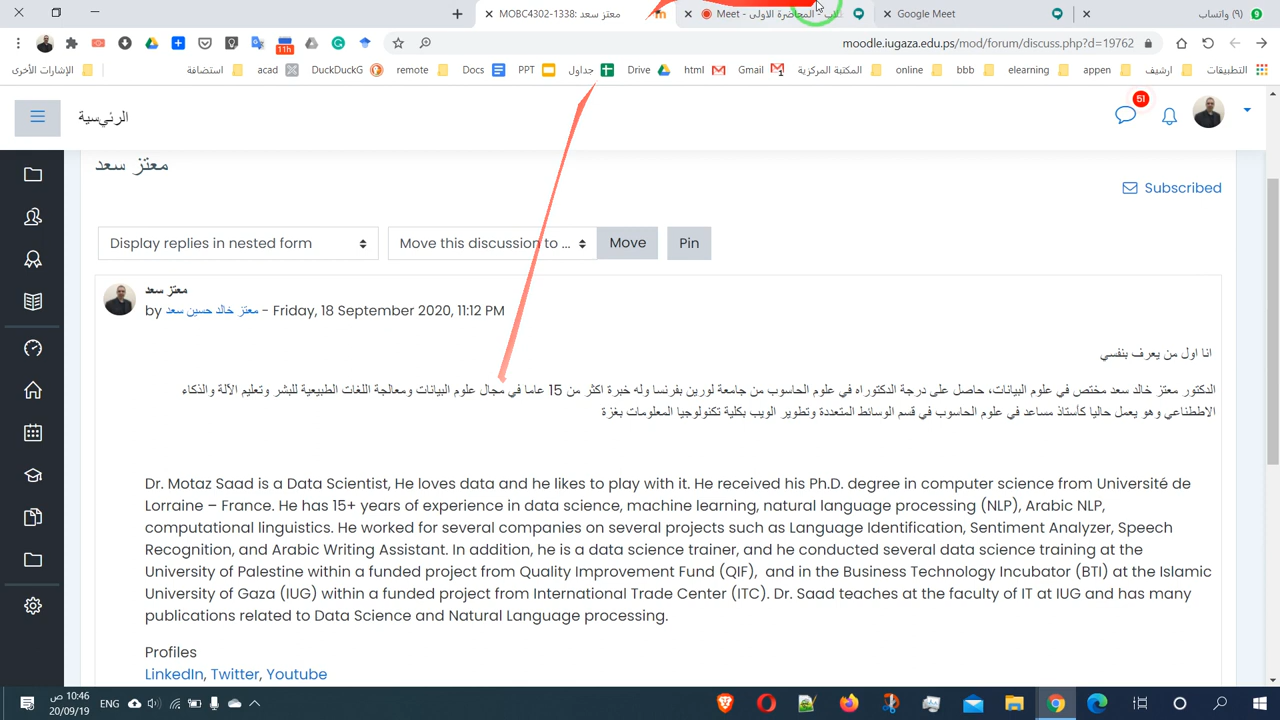 MOBC4302-1338: معتز سعد
Meet - المحاضرة الاولى -
Google Meet
واتساب
9
moodle.iugaza.edu.ps/mod/forum/discuss.php?d=19762
11h
التطبيقات
ارشيف
appen
elearning
bbb
online
المكتبة المركزية
Gmail
html
Drive
جداول
PPT
Docs
remote
DuckDuckG
acad
استضافة
الإشارات الأخرى
الرئيسية
51
معتز سعد
Subscribed
Display replies in nested form
Move this discussion to ...
Move
Pin
معتز سعد
by معتز خالد حسين سعد - Friday, 18 September 2020, 11:12 PM
انا اول من يعرف بنفسي
الدكتور معتز خالد سعد مختص في علوم البيانات، حاصل على درجة الدكتوراه في علوم الحاسوب من جامعة لورين بفرنسا وله خبرة اكثر من 15 عاما في مجال علوم البيانات ومعالجة اللغات الطبيعية للبشر وتعليم الآلة والذكاء
الاظطناعي وهو يعمل حاليا كأستاذ مساعد في علوم الحاسوب في قسم الوسائط المتعددة وتطوير الويب بكلية تكنولوجيا المعلومات بغزة
Dr. Motaz Saad is a Data Scientist, He loves data and he likes to play with it. He received his Ph.D. degree in computer science from Université de
Lorraine – France. He has 15+ years of experience in data science, machine learning, natural language processing (NLP), Arabic NLP,
computational linguistics. He worked for several companies on several projects such as Language Identification, Sentiment Analyzer, Speech
Recognition, and Arabic Writing Assistant. In addition, he is a data science trainer, and he conducted several data science training at the
University of Palestine within a funded project from Quality Improvement Fund (QIF), and in the Business Technology Incubator (BTI) at the Islamic
University of Gaza (IUG) within a funded project from International Trade Center (ITC). Dr. Saad teaches at the faculty of IT at IUG and has many
publications related to Data Science and Natural Language processing.
Profiles
LinkedIn, Twitter, Youtube
ENG
10:46 ص
20/09/19